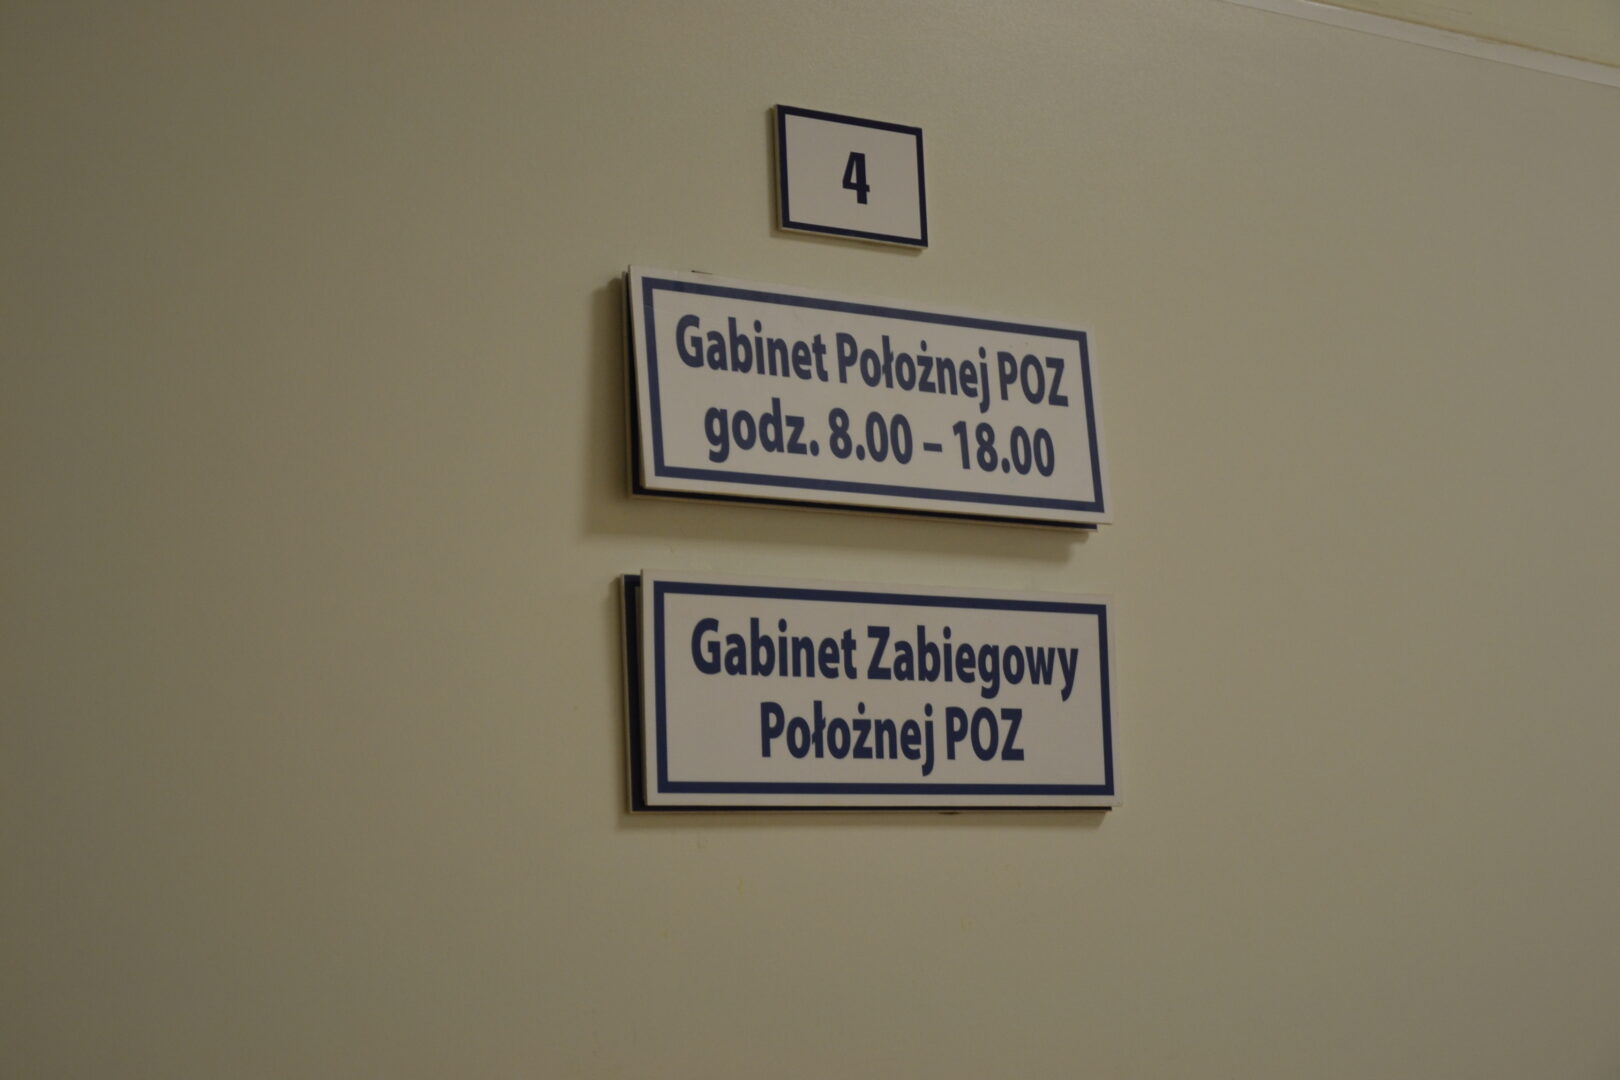 4
Gabinet Położnej POZ
godz. 8.00 – 18.00
Gabinet Zabiegowy
Położnej POZ